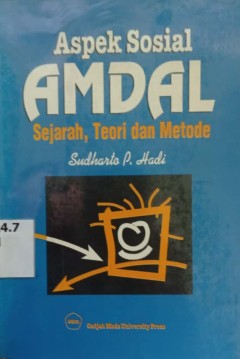 Aspek Sosial
AMDAL
Sejarah, Teori dan Metode
Sudharto P. Hadi
4.7
Gadjah Mada University Press